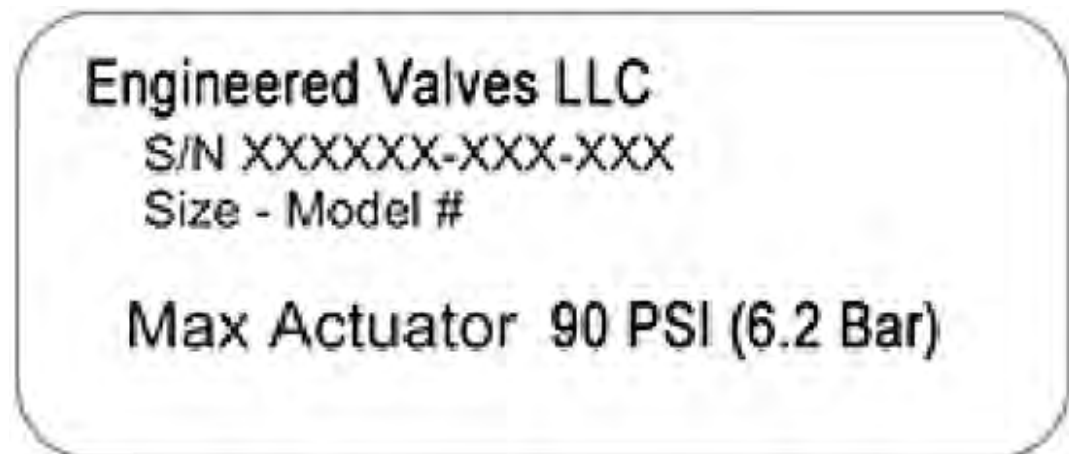 Engineered Valves LLC
S/N XXXXXX-XXX-XXX
Size - Model #
Max Actuator 90 PSI (6.2 Bar)